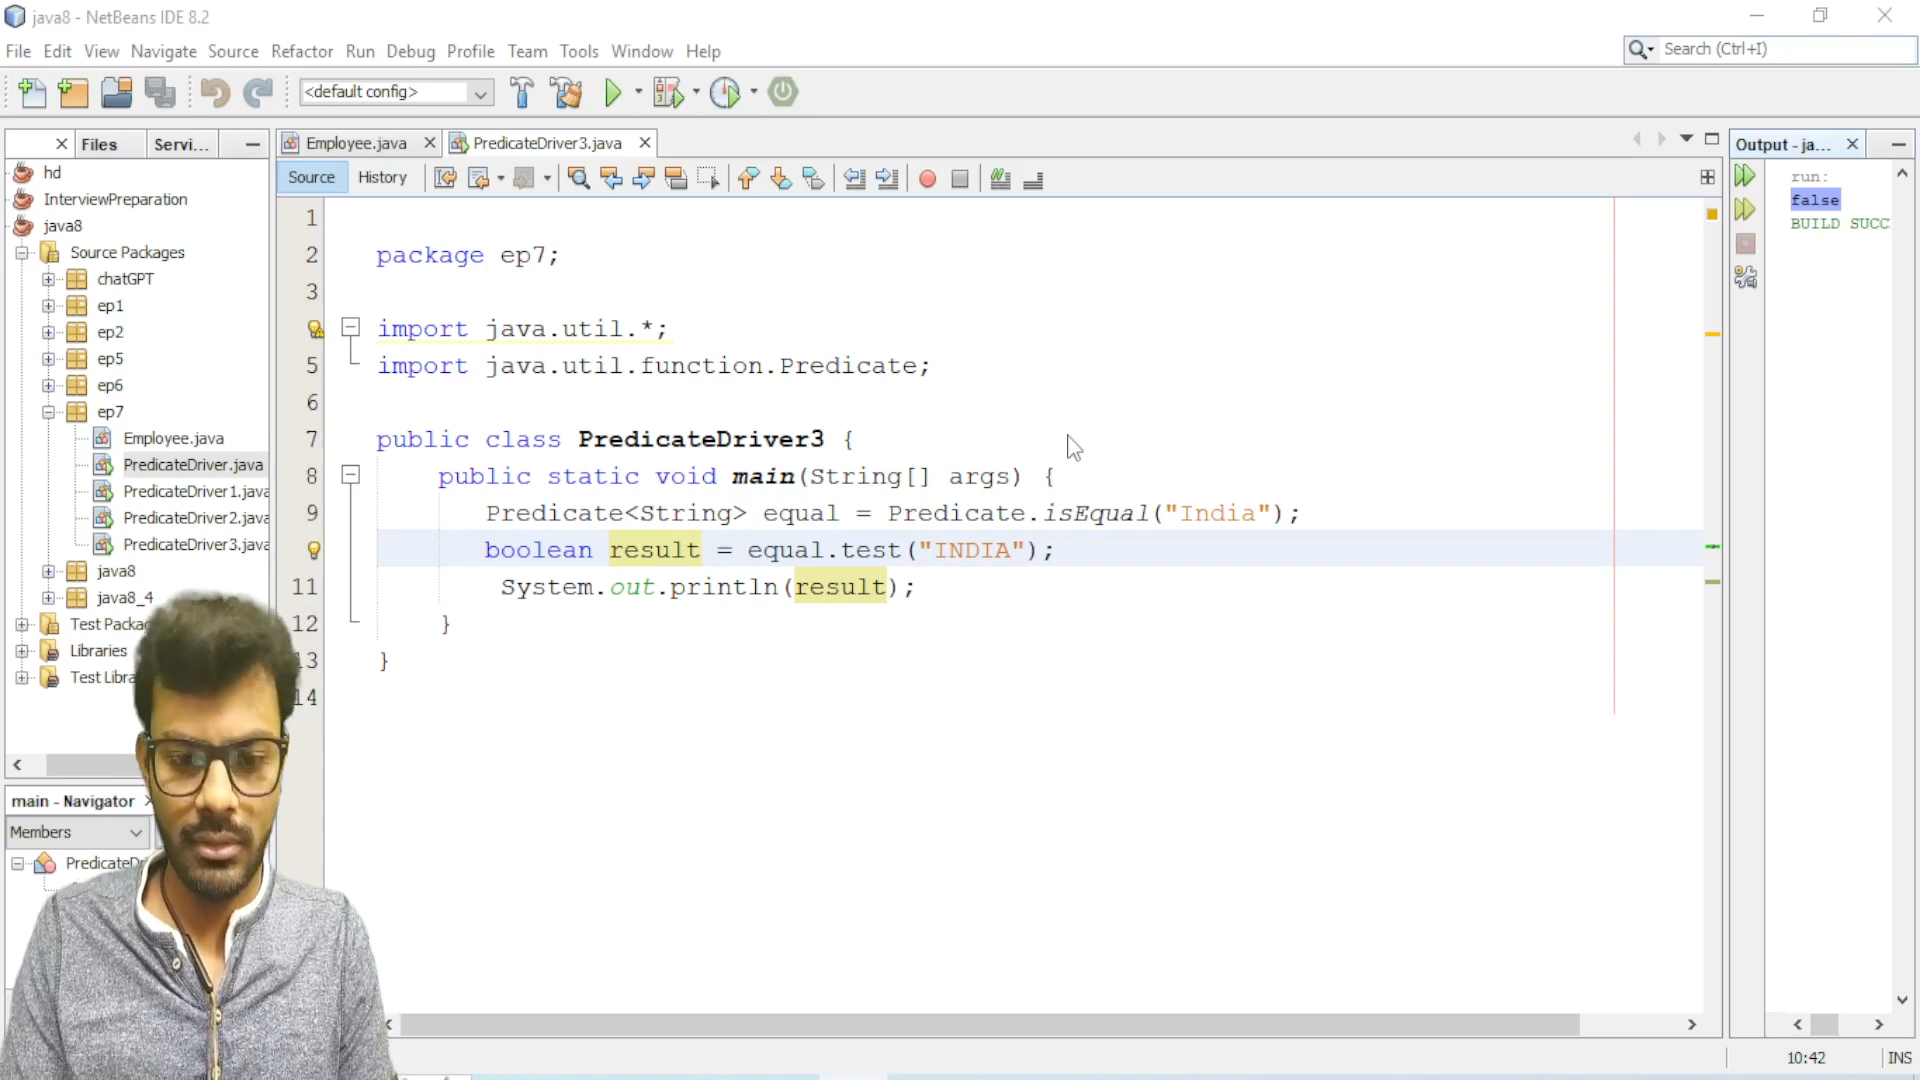 java8 - NetBeans IDE 8.2
File Edit View Navigate Source Refactor Run Debug Profile Team Tools Window Help
Search (Ctrl+I)
<default config>
Files
Servi...
Employee.java
PredicateDriver3.java
Output - ja...
Source
History
hd
InterviewPreparation
java8
Source Packages
chatGPT
ep1
ep2
ep5
ep6
ep7
Employee.java
PredicateDriver.java
PredicateDriver1.java
PredicateDriver2.java
PredicateDriver3.java
java8
java8_4
Test Packag
Libraries
Test Libra
main - Navigator
Members
PredicateDr
1
2 package ep7;
3
import java.util.*;
5 import java.util.function.Predicate;
6
7 public class PredicateDriver3 {
8 public static void main(String[] args) {
9 Predicate<String> equal = Predicate.isEqual("India");
boolean result = equal.test("INDIA");
11 System.out.println(result);
12 }
13 }
14
run:
false
BUILD SUCC
10:42
INS